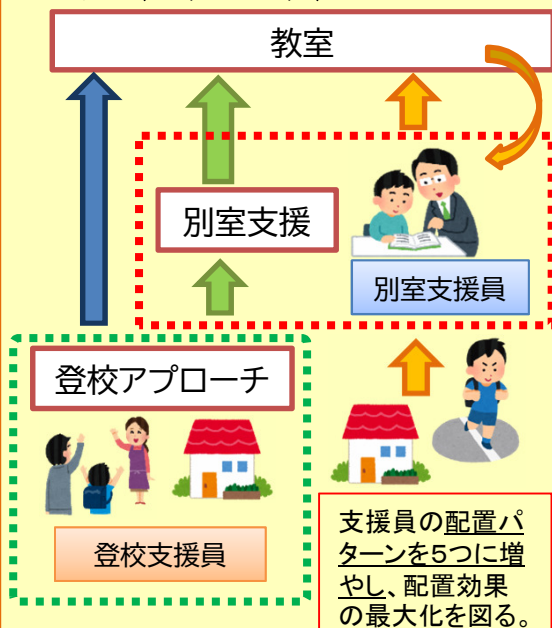 教室
別室支援
別室支援員
登校アプローチ
登校支援員
支援員の配置パ
ターンを5つに増
やし、配置効果
の最大化を図る。